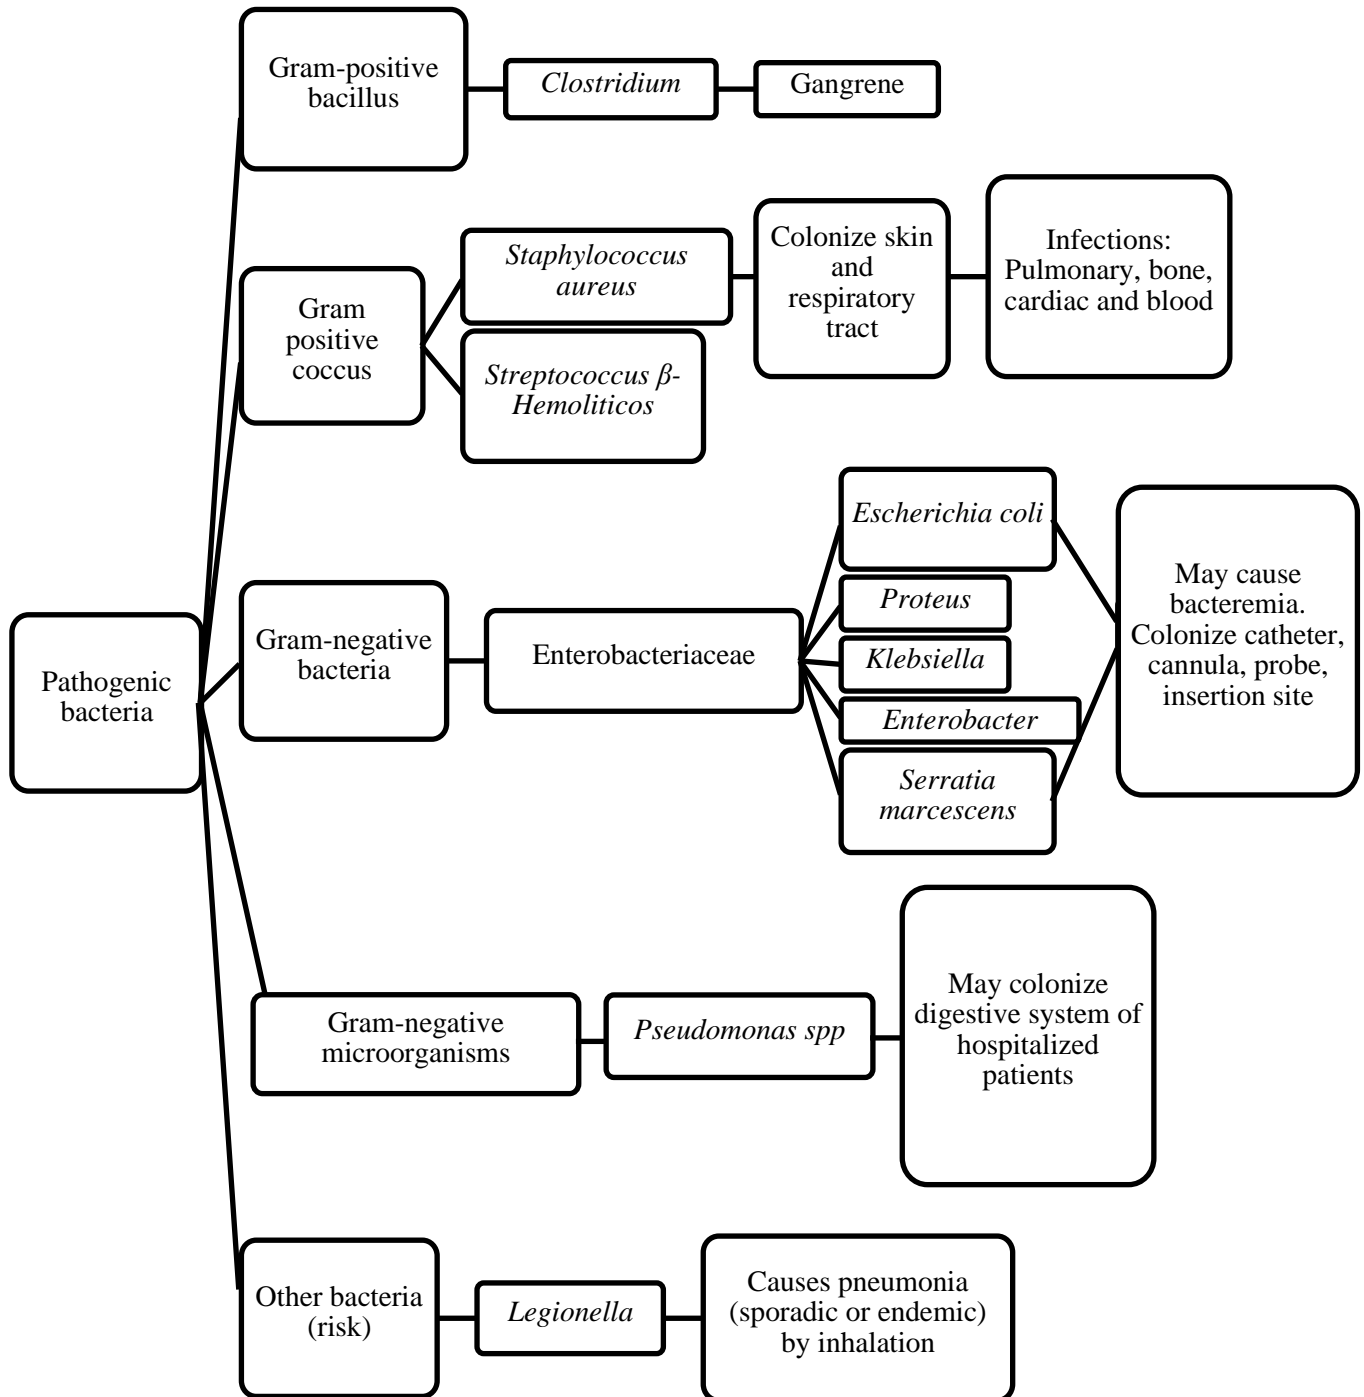 Gram-positive
bacillus
Clostridium
Gangrene
Gram
positive
coccus
Staphylococcus
aureus
Colonize skin
and
respiratory
tract
Infections:
Pulmonary, bone,
cardiac and blood
Streptococcus β-
Hemoliticos
Pathogenic
bacteria
Gram-negative
bacteria
Enterobacteriaceae
Escherichia coli
Proteus
Klebsiella
Enterobacter
Serratia
marcescens
May cause
bacteremia.
Colonize catheter,
cannula, probe,
insertion site
Gram-negative
microorganisms
Pseudomonas spp
May colonize
digestive system of
hospitalized
patients
Other bacteria
(risk)
Legionella
Causes pneumonia
(sporadic or endemic)
by inhalation